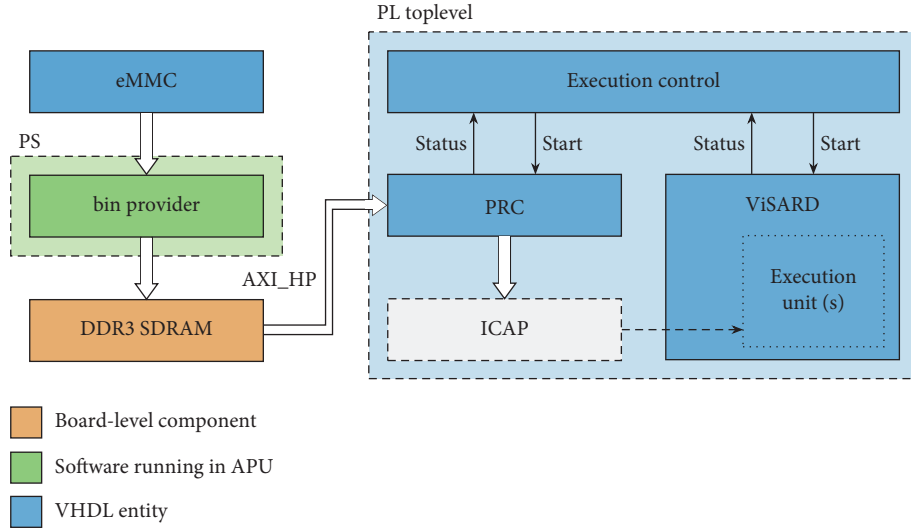 PL toplevel
eMMC
Execution control
PS
Status
Start
Status
Start
bin provider
PRC
ViSARD
AXI_HP
Execution
unit (s)
DDR3 SDRAM
ICAP
Board-level component
Software running in APU
VHDL entity